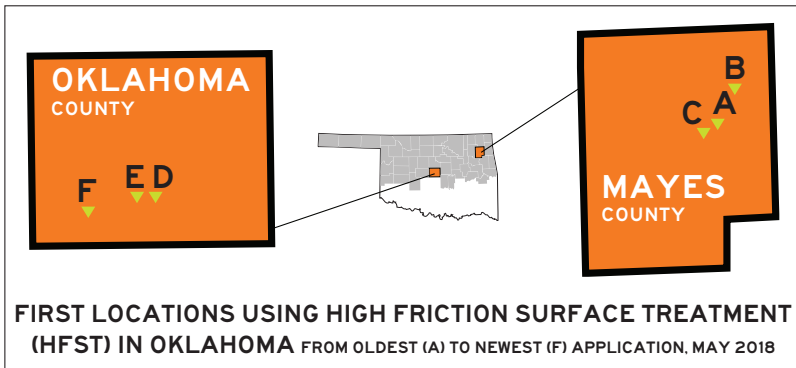 OKLAHOMA
COUNTY
F
E D
B
C A
MAYES
COUNTY
FIRST LOCATIONS USING HIGH FRICTION SURFACE TREATMENT
(HFST) IN OKLAHOMA FROM OLDEST (A) TO NEWEST (F) APPLICATION, MAY 2018